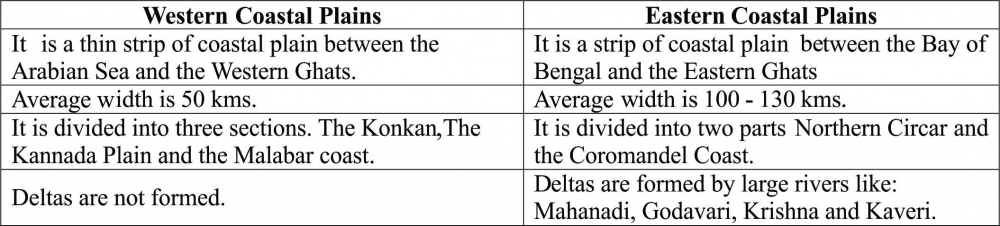 Western Coastal Plains
Eastern Coastal Plains
It is a thin strip of coastal plain between the
Arabian Sea and the Western Ghats.
It is a strip of coastal plain between the Bay of
Bengal and the Eastern Ghats
Average width is 50 kms.
Average width is 100 - 130 kms.
It is divided into three sections. The Konkan,The
Kannada Plain and the Malabar coast.
It is divided into two parts Northern Circar and
the Coromandel Coast.
Deltas are not formed.
Deltas are formed by large rivers like:
Mahanadi, Godavari, Krishna and Kaveri.